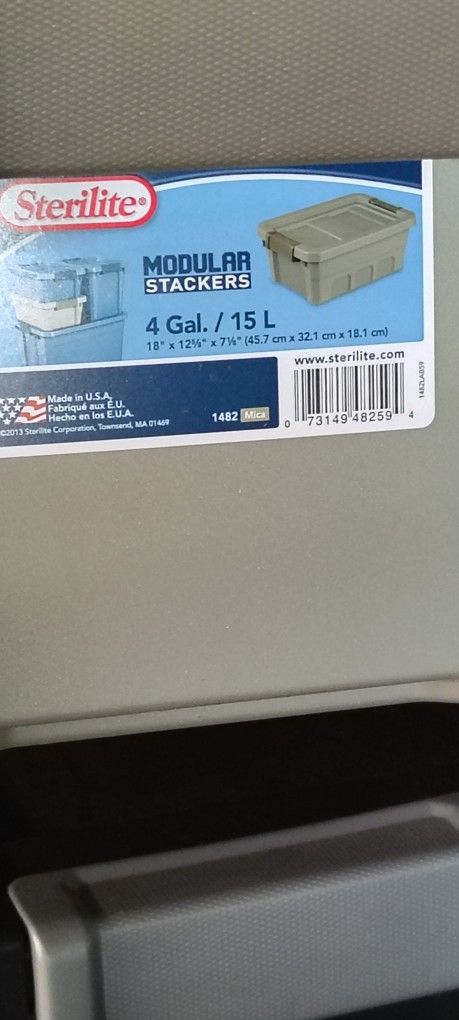 Sterilite®
MODULAR
STACKERS
4 Gal. / 15 L
18" x 12⅝" x 7⅛" (45.7 cm x 32.1 cm x 18.1 cm)
www.sterilite.com
Made in U.S.A.
Fabriqué aux É.U.
Hecho en los E.U.A.
©2013 Sterilite Corporation, Townsend, MA 01469
1482 Mica
0 73149 48259 4
1482LAB59